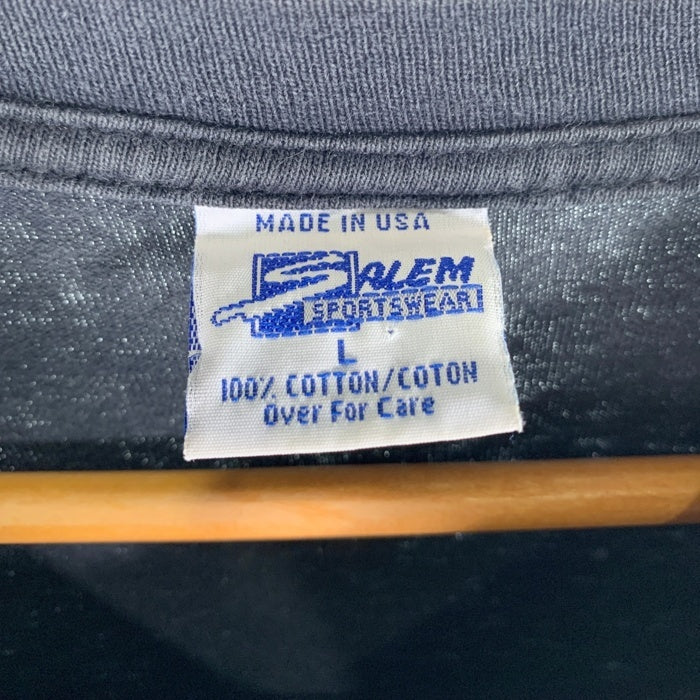 MADE IN USA
SALEM
SPORTSWEAR
L
100% COTTON/COTON
Over For Care